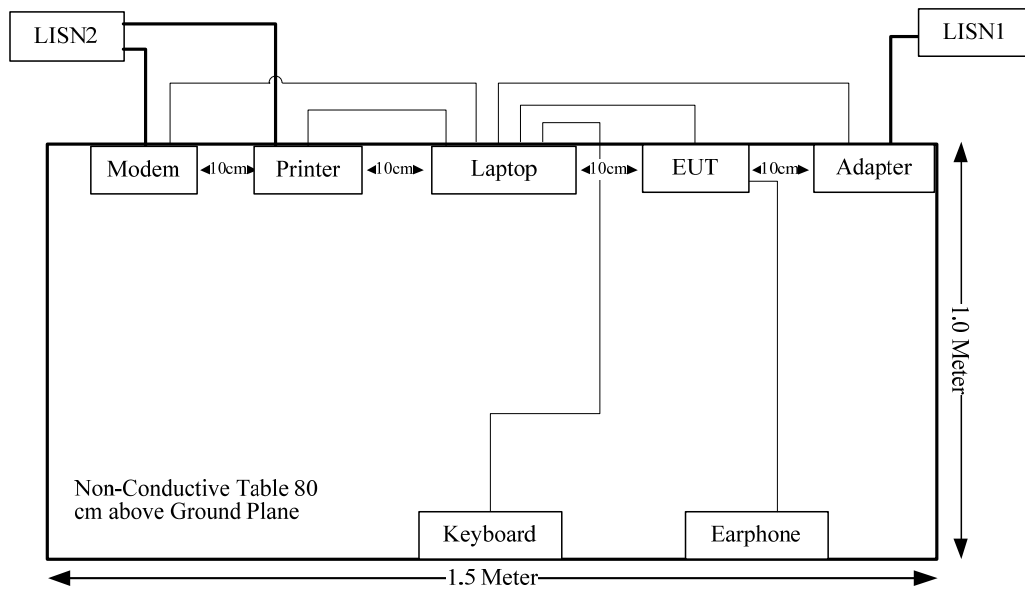 LISN2
LISN1
Modem
10cm
Printer
10cm
Laptop
10cm
EUT
10cm
Adapter
1.0 Meter
Non-Conductive Table 80
cm above Ground Plane
Keyboard
Earphone
1.5 Meter